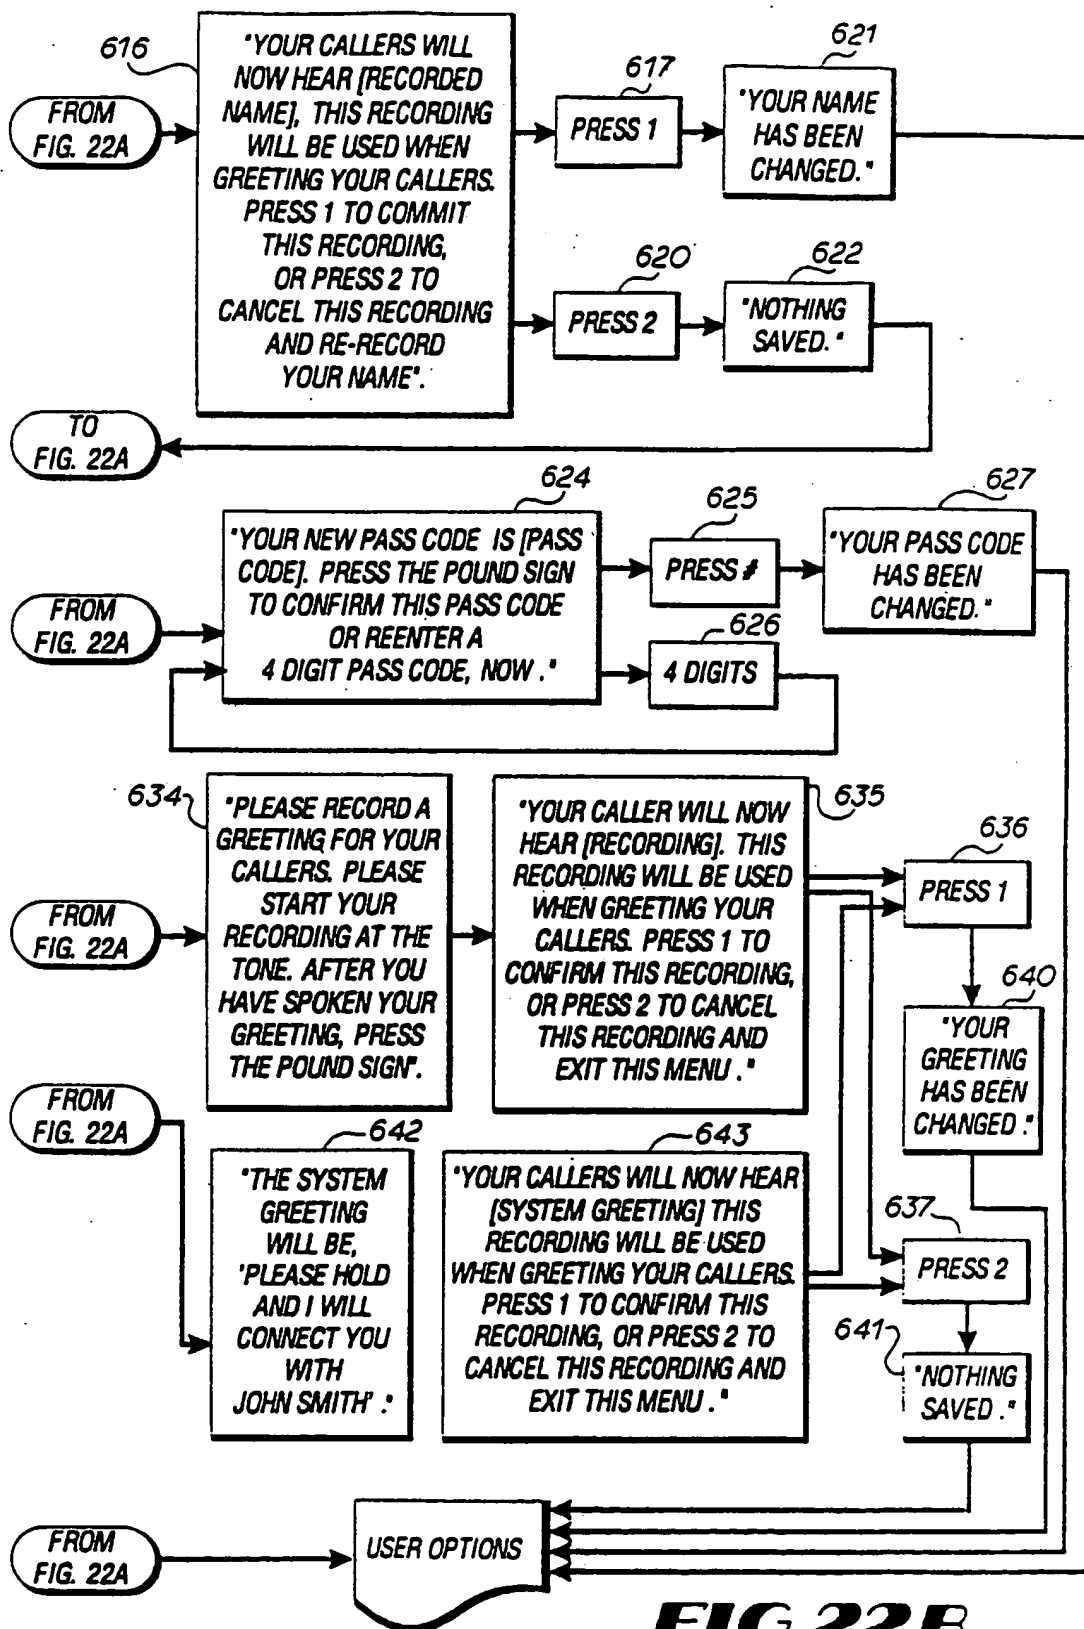 616
FROM
FIG. 22A
"YOUR CALLERS WILL
NOW HEAR [RECORDED
NAME], THIS RECORDING
WILL BE USED WHEN
GREETING YOUR CALLERS.
PRESS 1 TO COMMIT
THIS RECORDING,
OR PRESS 2 TO
CANCEL THIS RECORDING
AND RE-RECORD
YOUR NAME".
617
PRESS 1
621
"YOUR NAME
HAS BEEN
CHANGED."
620
PRESS 2
622
"NOTHING
SAVED."
TO
FIG. 22A
624
FROM
FIG. 22A
"YOUR NEW PASS CODE IS [PASS
CODE]. PRESS THE POUND SIGN
TO CONFIRM THIS PASS CODE
OR REENTER A
4 DIGIT PASS CODE, NOW ."
625
PRESS #
627
"YOUR PASS CODE
HAS BEEN
CHANGED."
626
4 DIGITS
634
FROM
FIG. 22A
"PLEASE RECORD A
GREETING FOR YOUR
CALLERS. PLEASE
START YOUR
RECORDING AT THE
TONE. AFTER YOU
HAVE SPOKEN YOUR
GREETING, PRESS
THE POUND SIGN".
635
"YOUR CALLER WILL NOW
HEAR [RECORDING]. THIS
RECORDING WILL BE USED
WHEN GREETING YOUR
CALLERS. PRESS 1 TO
CONFIRM THIS RECORDING,
OR PRESS 2 TO CANCEL
THIS RECORDING AND
EXIT THIS MENU ."
636
PRESS 1
640
"YOUR
GREETING
HAS BEEN
CHANGED ."
FROM
FIG. 22A
642
"THE SYSTEM
GREETING
WILL BE,
'PLEASE HOLD
AND I WILL
CONNECT YOU
WITH
JOHN SMITH' ."
643
"YOUR CALLERS WILL NOW HEAR
[SYSTEM GREETING] THIS
RECORDING WILL BE USED
WHEN GREETING YOUR CALLERS.
PRESS 1 TO CONFIRM THIS
RECORDING, OR PRESS 2 TO
CANCEL THIS RECORDING AND
EXIT THIS MENU ."
637
PRESS 2
641
"NOTHING
SAVED ."
FROM
FIG. 22A
USER OPTIONS
FIG 22B